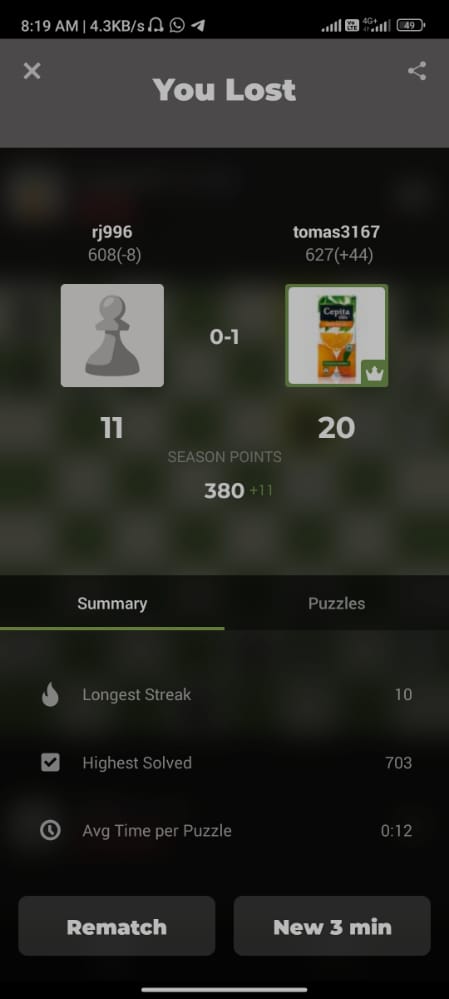 8:19 AM | 4.3KB/s
4G+
49
You Lost
rj996
608(-8)
tomas3167
627(+44)
0-1
Cepita
11
20
SEASON POINTS
380 +11
Summary
Puzzles
Longest Streak
10
Highest Solved
703
Avg Time per Puzzle
0:12
Rematch
New 3 min